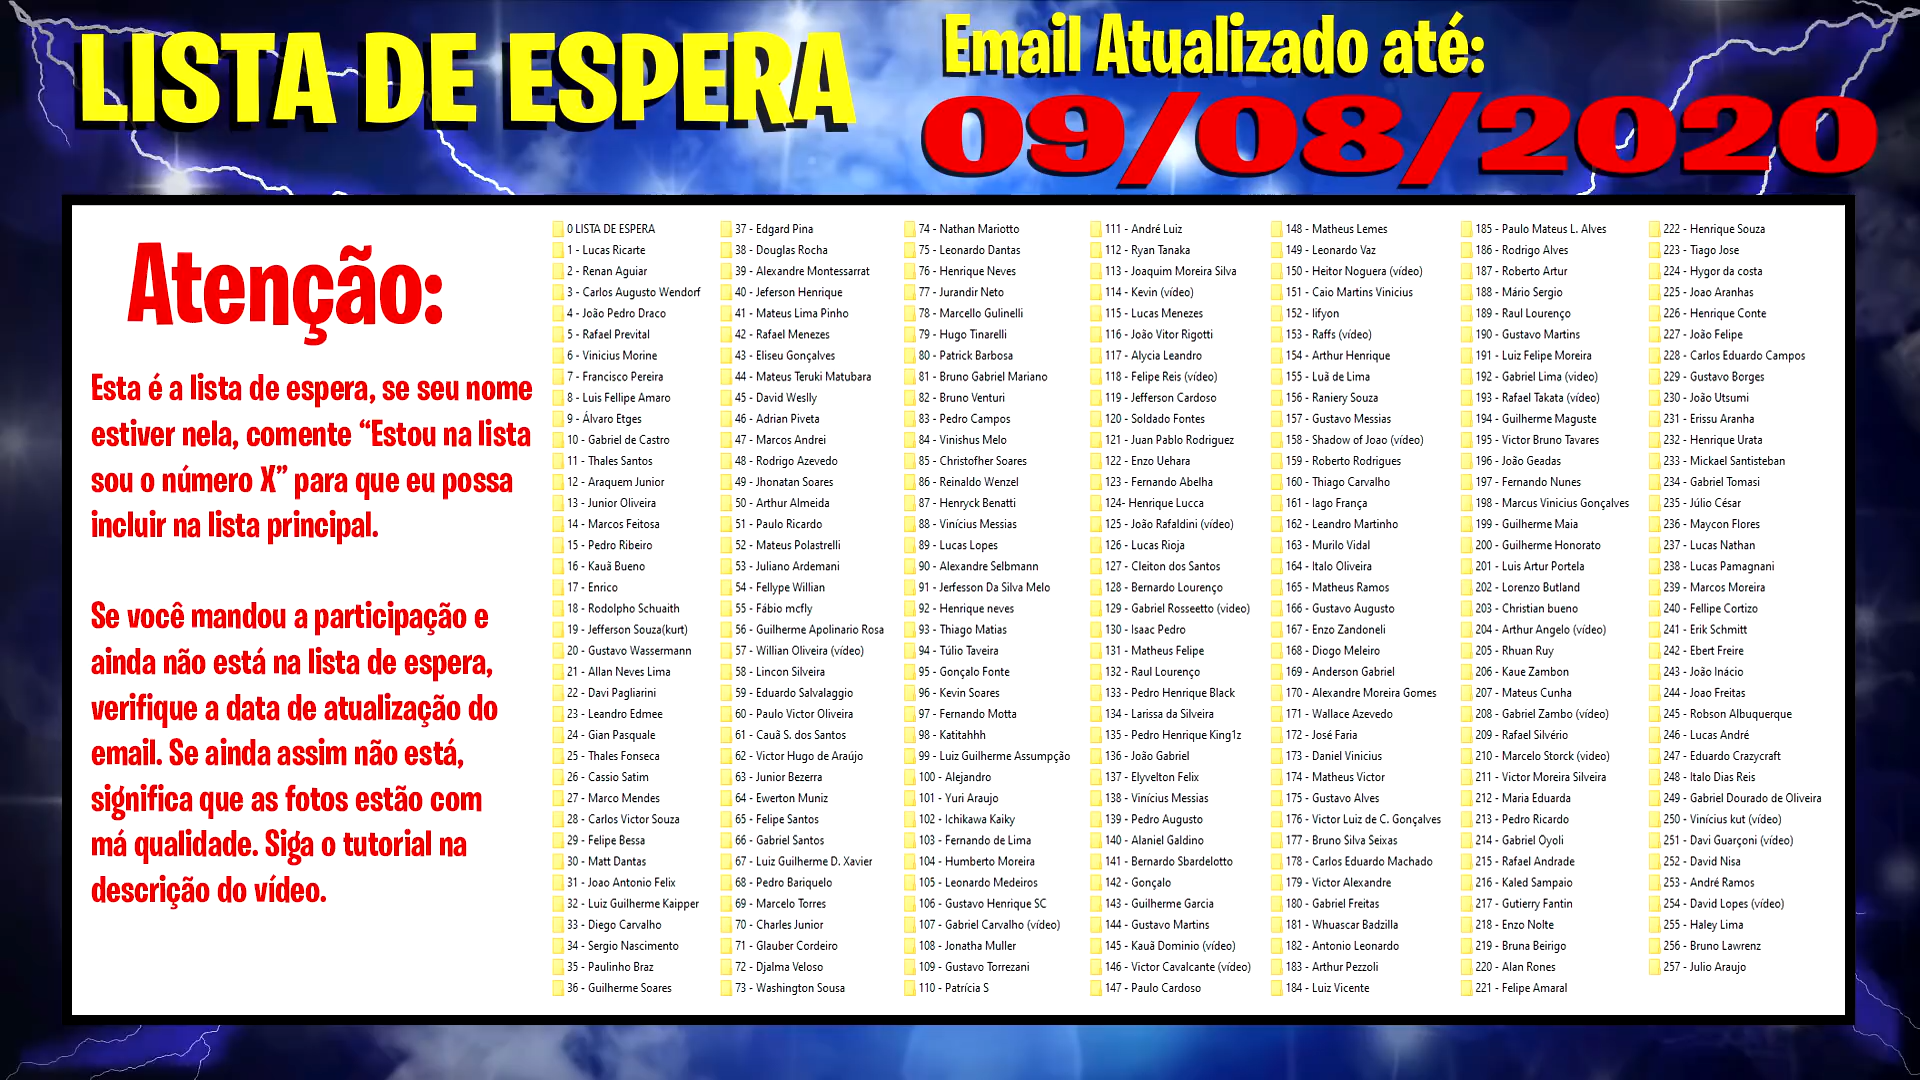 LISTA DE ESPERA
Email Atualizado até:
09/08/2020
Atenção:
Esta é a lista de espera, se seu nome
estiver nela, comente “Estou na lista
sou o número X” para que eu possa
incluir na lista principal.
Se você mandou a participação e
ainda não está na lista de espera,
verifique a data de atualização do
email. Se ainda assim não está,
significa que as fotos estão com
má qualidade. Siga o tutorial na
descrição do vídeo.
0 LISTA DE ESPERA
1 - Lucas Ricarte
2 - Renan Aguiar
3 - Carlos Augusto Wendorf
4 - João Pedro Draco
5 - Rafael Prevital
6 - Vinicius Morine
7 - Francisco Pereira
8 - Luis Fellipe Amaro
9 - Álvaro Etges
10 - Gabriel de Castro
11 - Thales Santos
12 - Araquem Junior
13 - Junior Oliveira
14 - Marcos Feitosa
15 - Pedro Ribeiro
16 - Kauã Bueno
17 - Enrico
18 - Rodolpho Schuaith
19 - Jefferson Souza(kurt)
20 - Gustavo Wassermann
21 - Allan Neves Lima
22 - Davi Pagliarini
23 - Leandro Edmee
24 - Gian Pasquale
25 - Thales Fonseca
26 - Cassio Satim
27 - Marco Mendes
28 - Carlos Victor Souza
29 - Felipe Bessa
30 - Matt Dantas
31 - Joao Antonio Felix
32 - Luiz Guilherme Kaipper
33 - Diego Carvalho
34 - Sergio Nascimento
35 - Paulinho Braz
36 - Guilherme Soares
37 - Edgard Pina
38 - Douglas Rocha
39 - Alexandre Montessarrat
40 - Jeferson Henrique
41 - Mateus Lima Pinho
42 - Rafael Menezes
43 - Eliseu Gonçalves
44 - Mateus Teruki Matubara
45 - David Weslly
46 - Adrian Piveta
47 - Marcos Andrei
48 - Rodrigo Azevedo
49 - Jhonatan Soares
50 - Arthur Almeida
51 - Paulo Ricardo
52 - Mateus Polastrelli
53 - Juliano Ardemani
54 - Fellype Willian
55 - Fábio mcfly
56 - Guilherme Apolinario Rosa
57 - Willian Oliveira (vídeo)
58 - Lincon Silveira
59 - Eduardo Salvalaggio
60 - Paulo Victor Oliveira
61 - Cauã S. dos Santos
62 - Victor Hugo de Araújo
63 - Junior Bezerra
64 - Ewerton Muniz
65 - Felipe Santos
66 - Gabriel Santos
67 - Luiz Guilherme D. Xavier
68 - Pedro Bariquelo
69 - Marcelo Torres
70 - Charles Junior
71 - Glauber Cordeiro
72 - Djalma Veloso
73 - Washington Sousa
74 - Nathan Mariotto
75 - Leonardo Dantas
76 - Henrique Neves
77 - Jurandir Neto
78 - Marcello Gulinelli
79 - Hugo Tinarelli
80 - Patrick Barbosa
81 - Bruno Gabriel Mariano
82 - Bruno Venturi
83 - Pedro Campos
84 - Vinishus Melo
85 - Christofher Soares
86 - Reinaldo Wenzel
87 - Henryck Benatti
88 - Vinícius Messias
89 - Lucas Lopes
90 - Alexandre Selbmann
91 - Jerfesson Da Silva Melo
92 - Henrique neves
93 - Thiago Matias
94 - Túlio Taveira
95 - Gonçalo Fonte
96 - Kevin Soares
97 - Fernando Motta
98 - Katitahhh
99 - Luiz Guilherme Assumpção
100 - Alejandro
101 - Yuri Araujo
102 - Ichikawa Kaiky
103 - Fernando de Lima
104 - Humberto Moreira
105 - Leonardo Medeiros
106 - Gustavo Henrique SC
107 - Gabriel Carvalho (vídeo)
108 - Jonatha Muller
109 - Gustavo Torrezani
110 - Patrícia S
111 - André Luiz
112 - Ryan Tanaka
113 - Joaquim Moreira Silva
114 - Kevin (vídeo)
115 - Lucas Menezes
116 - João Vitor Rigotti
117 - Alycia Leandro
118 - Felipe Reis (vídeo)
119 - Jefferson Cardoso
120 - Soldado Fontes
121 - Juan Pablo Rodriguez
122 - Enzo Uehara
123 - Fernando Abelha
124- Henrique Lucca
125 - João Rafaldini (vídeo)
126 - Lucas Rioja
127 - Cleiton dos Santos
128 - Bernardo Lourenço
129 - Gabriel Rosseetto (video)
130 - Isaac Pedro
131 - Matheus Felipe
132 - Raul Lourenço
133 - Pedro Henrique Black
134 - Larissa da Silveira
135 - Pedro Henrique King1z
136 - João Gabriel
137 - Elyvelton Felix
138 - Vinícius Messias
139 - Pedro Augusto
140 - Alaniel Galdino
141 - Bernardo Sbardelotto
142 - Gonçalo
143 - Guilherme Garcia
144 - Gustavo Martins
145 - Kauã Dominio (vídeo)
146 - Victor Cavalcante (vídeo)
147 - Paulo Cardoso
148 - Matheus Lemes
149 - Leonardo Vaz
150 - Heitor Noguera (vídeo)
151 - Caio Martins Vinicius
152 - lifyon
153 - Raffs (vídeo)
154 - Arthur Henrique
155 - Luã de Lima
156 - Raniery Souza
157 - Gustavo Messias
158 - Shadow of Joao (vídeo)
159 - Roberto Rodrigues
160 - Thiago Carvalho
161 - Iago França
162 - Leandro Martinho
163 - Murilo Vidal
164 - Italo Oliveira
165 - Matheus Ramos
166 - Gustavo Augusto
167 - Enzo Zandoneli
168 - Diogo Meleiro
169 - Anderson Gabriel
170 - Alexandre Moreira Gomes
171 - Wallace Azevedo
172 - José Faria
173 - Daniel Vinicius
174 - Matheus Victor
175 - Gustavo Alves
176 - Victor Luiz de C. Gonçalves
177 - Bruno Silva Seixas
178 - Carlos Eduardo Machado
179 - Victor Alexandre
180 - Gabriel Freitas
181 - Whuascar Badzilla
182 - Antonio Leonardo
183 - Arthur Pezzoli
184 - Luiz Vicente
185 - Paulo Mateus L. Alves
186 - Rodrigo Alves
187 - Roberto Artur
188 - Mário Sergio
189 - Raul Lourenço
190 - Gustavo Martins
191 - Luiz Felipe Moreira
192 - Gabriel Lima (video)
193 - Rafael Takata (vídeo)
194 - Guilherme Maguste
195 - Victor Bruno Tavares
196 - João Geadas
197 - Fernando Nunes
198 - Marcus Vinicius Gonçalves
199 - Guilherme Maia
200 - Guilherme Honorato
201 - Luis Artur Portela
202 - Lorenzo Butland
203 - Christian bueno
204 - Arthur Angelo (vídeo)
205 - Rhuan Ruy
206 - Kaue Zambon
207 - Mateus Cunha
208 - Gabriel Zambo (vídeo)
209 - Rafael Silvério
210 - Marcelo Storck (video)
211 - Victor Moreira Silveira
212 - Maria Eduarda
213 - Pedro Ricardo
214 - Gabriel Oyoli
215 - Rafael Andrade
216 - Kaled Sampaio
217 - Gutierry Fantin
218 - Enzo Nolte
219 - Bruna Beirigo
220 - Alan Rones
221 - Felipe Amaral
222 - Henrique Souza
223 - Tiago Jose
224 - Hygor da costa
225 - Joao Aranhas
226 - Henrique Conte
227 - João Felipe
228 - Carlos Eduardo Campos
229 - Gustavo Borges
230 - João Utsumi
231 - Erissu Aranha
232 - Henrique Urata
233 - Mickael Santisteban
234 - Gabriel Tomasi
235 - Júlio César
236 - Maycon Flores
237 - Lucas Nathan
238 - Lucas Pamagnani
239 - Marcos Moreira
240 - Fellipe Cortizo
241 - Erik Schmitt
242 - Ebert Freire
243 - João Inácio
244 - Joao Freitas
245 - Robson Albuquerque
246 - Lucas André
247 - Eduardo Crazycraft
248 - Italo Dias Reis
249 - Gabriel Dourado de Oliveira
250 - Vinícius kut (vídeo)
251 - Davi Guarçoni (vídeo)
252 - David Nisa
253 - André Ramos
254 - David Lopes (vídeo)
255 - Haley Lima
256 - Bruno Lawrenz
257 - Julio Araujo